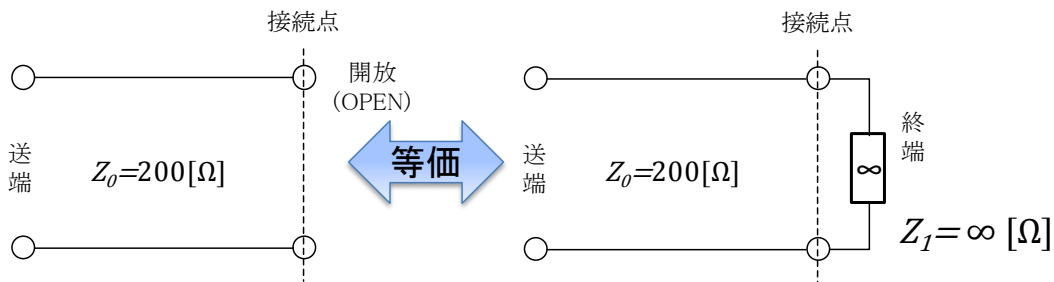 接続点
開放
(OPEN)
送端
Z₀=200[Ω]
等価
接続点
送端
Z₀=200[Ω]
終端
∞
Z₁=∞[Ω]